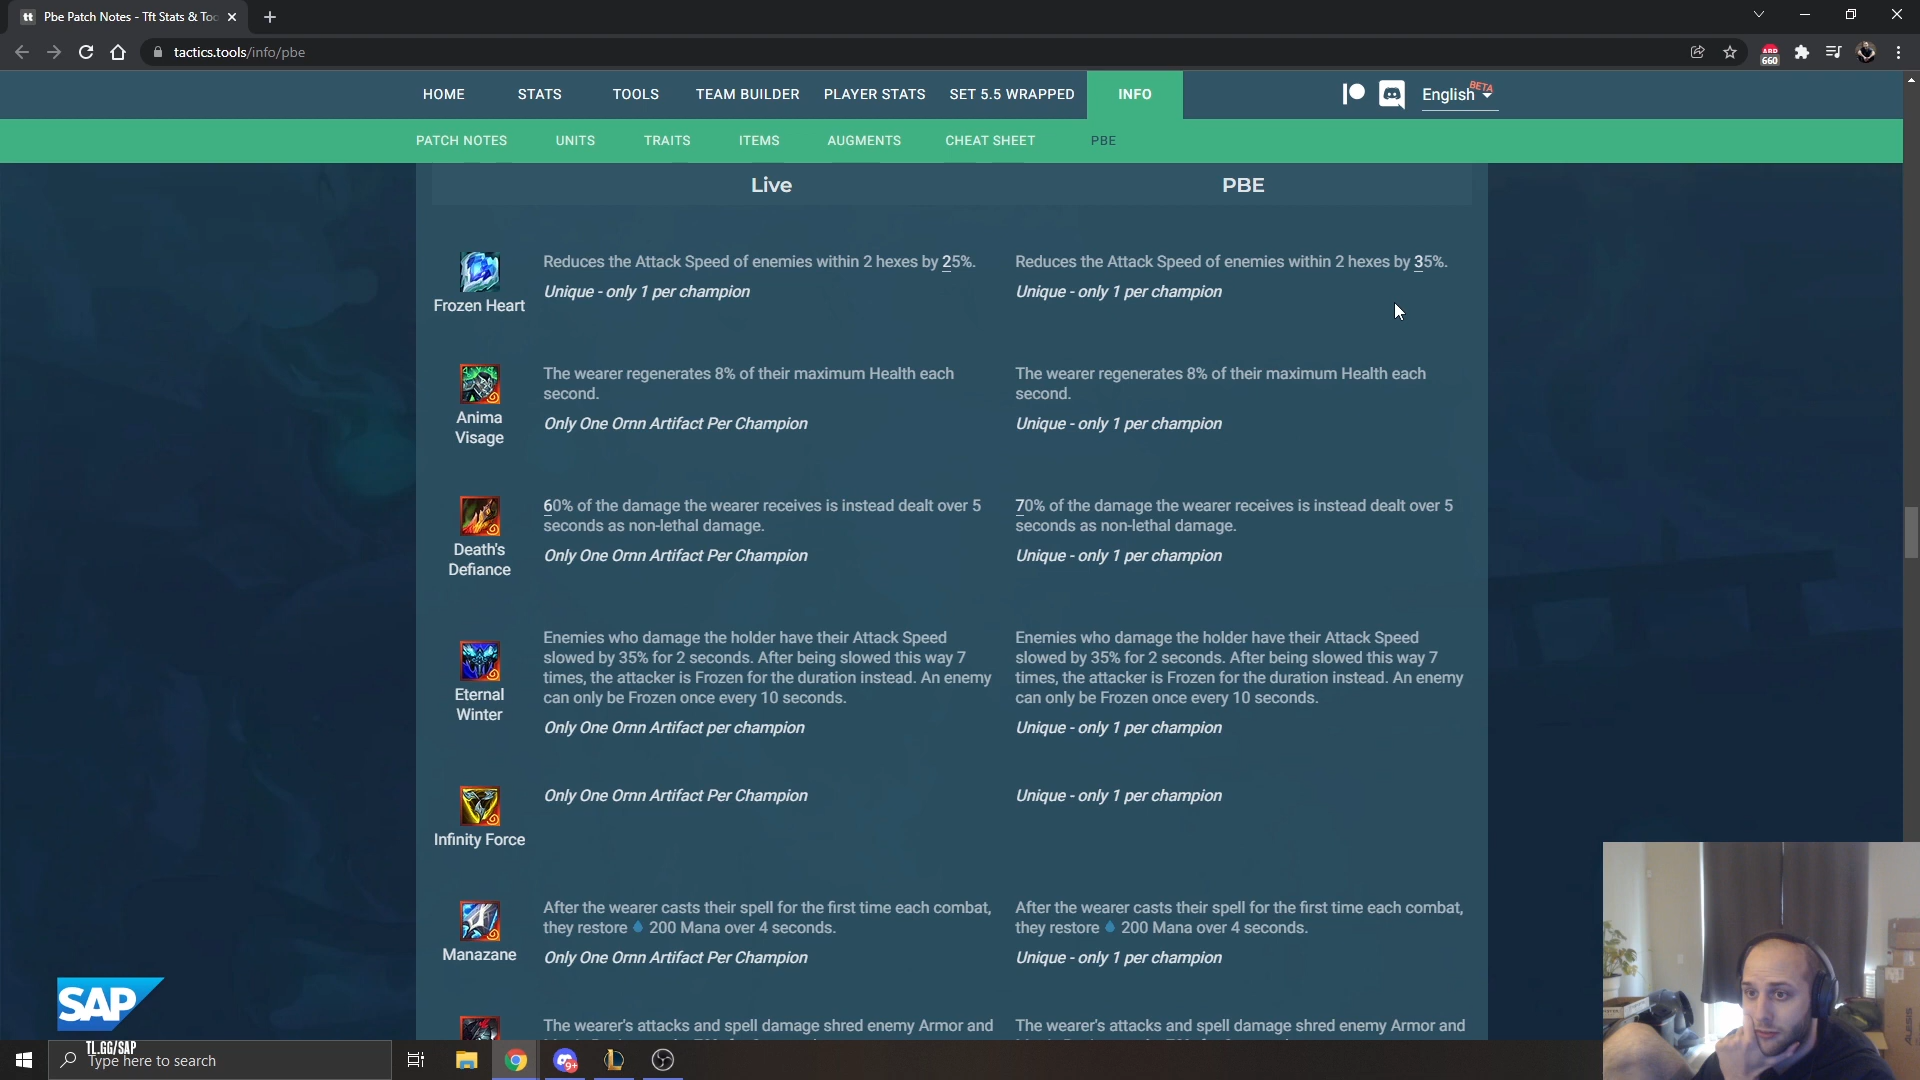 Pbe Patch Notes - Tft Stats & Too
tactics.tools/info/pbe
ABD
660
HOME
STATS
TOOLS
TEAM BUILDER
PLAYER STATS
SET 5.5 WRAPPED
INFO
English
BETA
PATCH NOTES
UNITS
TRAITS
ITEMS
AUGMENTS
CHEAT SHEET
PBE
Live
PBE
Frozen Heart
Reduces the Attack Speed of enemies within 2 hexes by 25%.
Unique - only 1 per champion
Reduces the Attack Speed of enemies within 2 hexes by 35%.
Unique - only 1 per champion
Anima
Visage
The wearer regenerates 8% of their maximum Health each
second.
Only One Ornn Artifact Per Champion
The wearer regenerates 8% of their maximum Health each
second.
Unique - only 1 per champion
Death's
Defiance
60% of the damage the wearer receives is instead dealt over 5
seconds as non-lethal damage.
Only One Ornn Artifact Per Champion
70% of the damage the wearer receives is instead dealt over 5
seconds as non-lethal damage.
Unique - only 1 per champion
Eternal
Winter
Enemies who damage the holder have their Attack Speed
slowed by 35% for 2 seconds. After being slowed this way 7
times, the attacker is Frozen for the duration instead. An enemy
can only be Frozen once every 10 seconds.
Only One Ornn Artifact per champion
Enemies who damage the holder have their Attack Speed
slowed by 35% for 2 seconds. After being slowed this way 7
times, the attacker is Frozen for the duration instead. An enemy
can only be Frozen once every 10 seconds.
Unique - only 1 per champion
Infinity Force
Only One Ornn Artifact Per Champion
Unique - only 1 per champion
Manazane
After the wearer casts their spell for the first time each combat,
they restore 200 Mana over 4 seconds.
Only One Ornn Artifact Per Champion
After the wearer casts their spell for the first time each combat,
they restore 200 Mana over 4 seconds.
Unique - only 1 per champion
The wearer's attacks and spell damage shred enemy Armor and
The wearer's attacks and spell damage shred enemy Armor and
SAP
TL.GG/SAP
Type here to search
9+